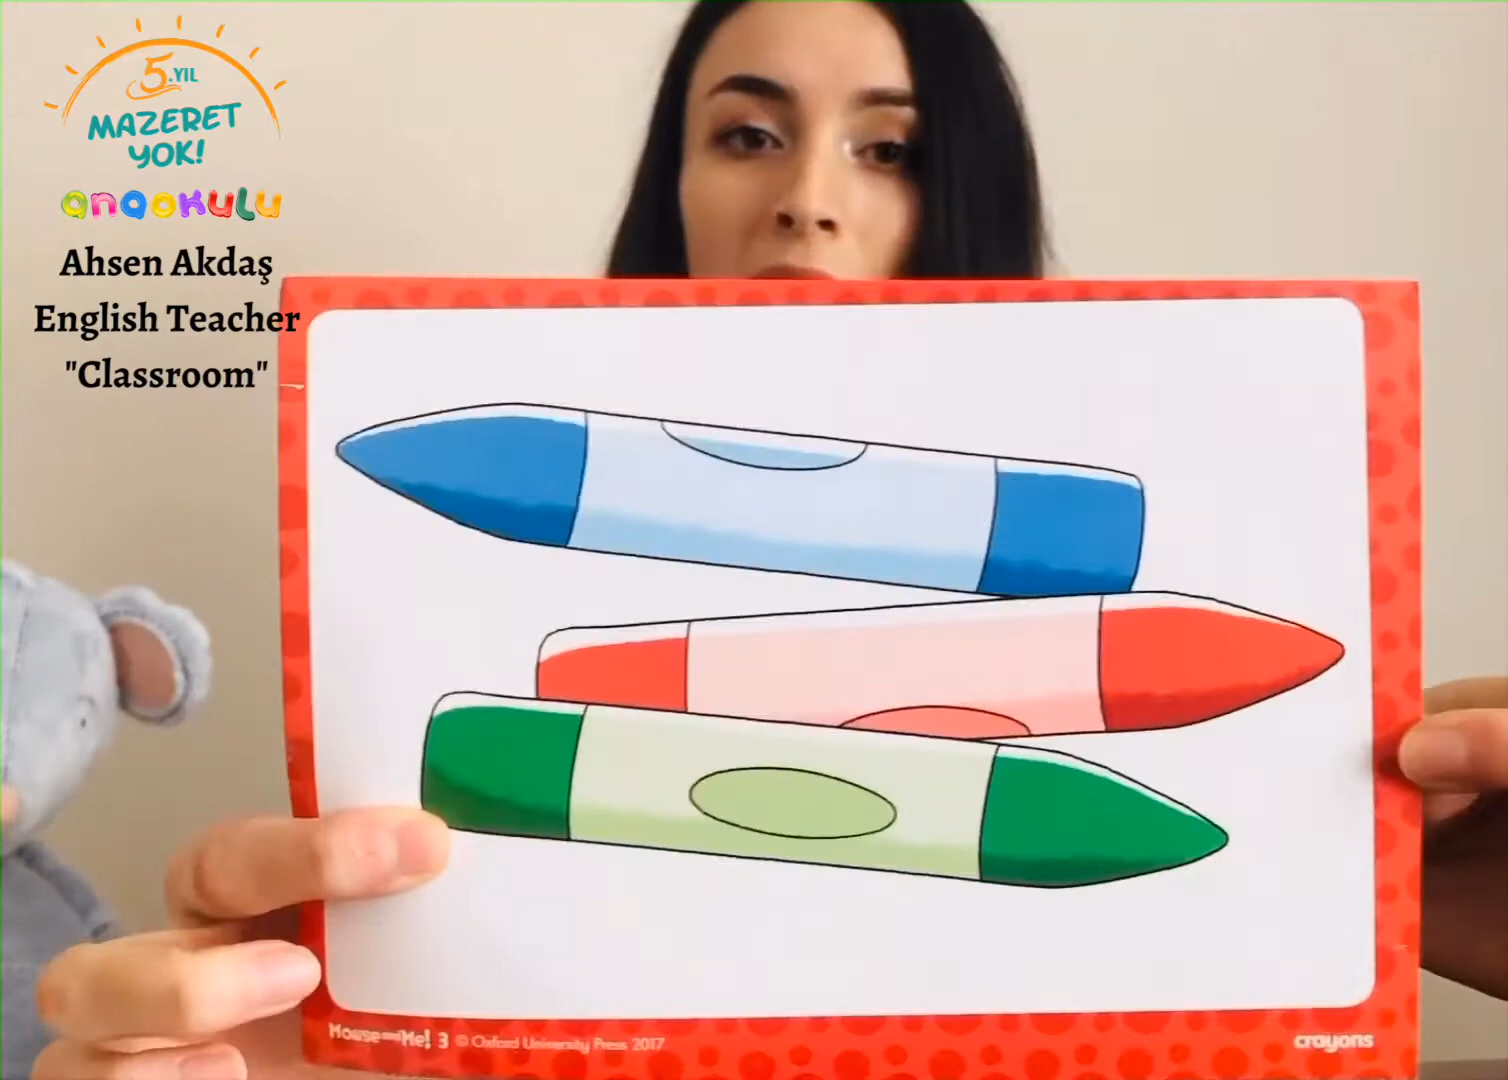 5.YIL
MAZERET
YOK!
anaokulu
Ahsen Akdaş
English Teacher
"Classroom"
Mouse and Me! 3 © Oxford University Press 2017
crayons